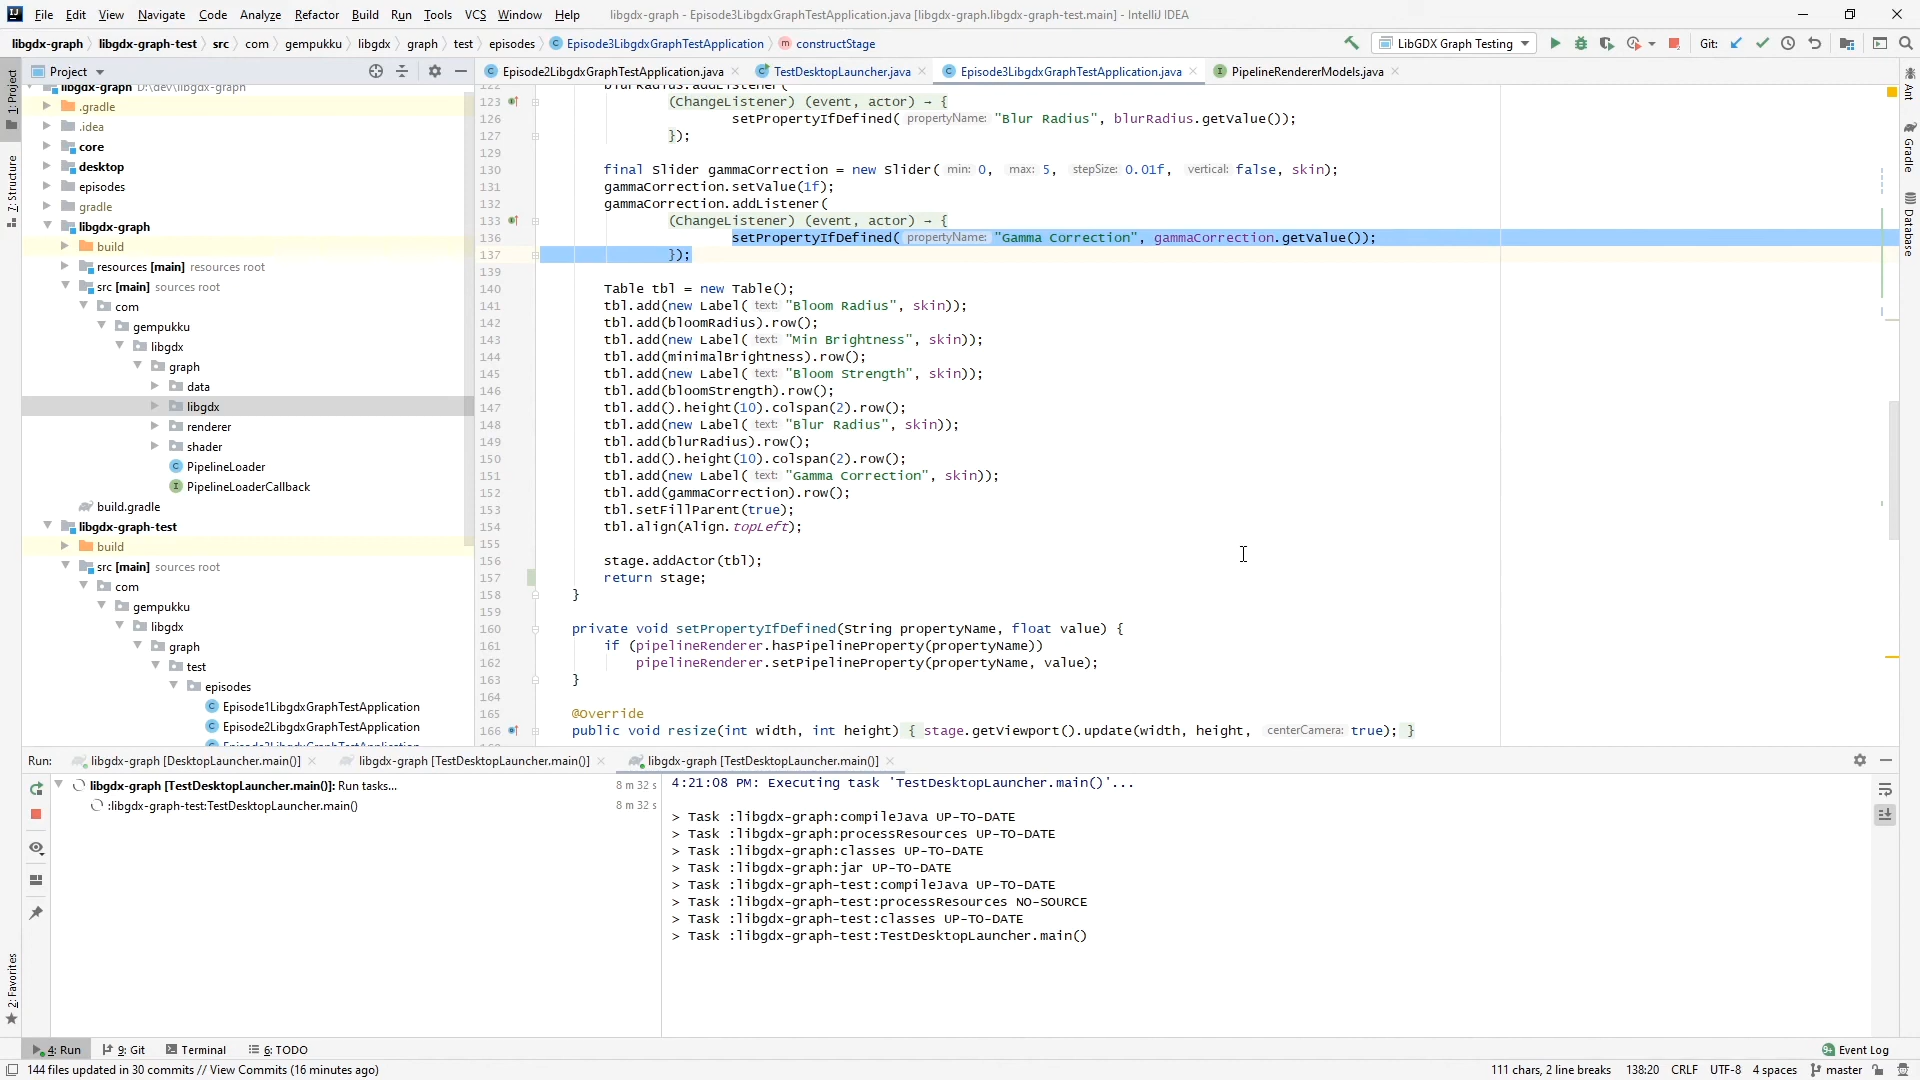 File Edit View Navigate Code Analyze Refactor Build Run Tools VCS Window Help libgdx-graph - Episode3LibgdxGraphTestApplication.java [libgdx-graph.libgdx-graph-test.main] - IntelliJ IDEA
libgdx-graph libgdx-graph-test src com gempukku libgdx graph test episodes Episode3LibgdxGraphTestApplication constructStage LibGDX Graph Testing Git:
Project
Episode2LibgdxGraphTestApplication.java TestDesktopLauncher.java Episode3LibgdxGraphTestApplication.java PipelineRendererModels.java
1: Project
7: Structure
2: Favorites
Ant
Gradle
Database
libgdx-graph D:\dev\libgdx-graph
.gradle
.idea
core
desktop
episodes
gradle
libgdx-graph
build
resources [main] resources root
src [main] sources root
com
gempukku
libgdx
graph
data
libgdx
renderer
shader
PipelineLoader
PipelineLoaderCallback
build.gradle
libgdx-graph-test
build
src [main] sources root
com
gempukku
libgdx
graph
test
episodes
Episode1LibgdxGraphTestApplication
Episode2LibgdxGraphTestApplication
Episode3LibgdxGraphTestApplication
122 blurRadius.addListener(
123 (ChangeListener) (event, actor) → {
126 setPropertyIfDefined( propertyName: "Blur Radius", blurRadius.getValue());
127 });
129
130 final Slider gammaCorrection = new Slider( min: 0, max: 5, stepSize: 0.01f, vertical: false, skin);
131 gammaCorrection.setValue(1f);
132 gammaCorrection.addListener(
133 (ChangeListener) (event, actor) → {
136 setPropertyIfDefined( propertyName: "Gamma Correction", gammaCorrection.getValue());
137 });
139
140 Table tbl = new Table();
141 tbl.add(new Label( text: "Bloom Radius", skin));
142 tbl.add(bloomRadius).row();
143 tbl.add(new Label( text: "Min Brightness", skin));
144 tbl.add(minimalBrightness).row();
145 tbl.add(new Label( text: "Bloom Strength", skin));
146 tbl.add(bloomStrength).row();
147 tbl.add().height(10).colspan(2).row();
148 tbl.add(new Label( text: "Blur Radius", skin));
149 tbl.add(blurRadius).row();
150 tbl.add().height(10).colspan(2).row();
151 tbl.add(new Label( text: "Gamma Correction", skin));
152 tbl.add(gammaCorrection).row();
153 tbl.setFillParent(true);
154 tbl.align(Align.topLeft);
155
156 stage.addActor(tbl);
157 return stage;
158 }
159
160 private void setPropertyIfDefined(String propertyName, float value) {
161 if (pipelineRenderer.hasPipelineProperty(propertyName))
162 pipelineRenderer.setPipelineProperty(propertyName, value);
163 }
164
165 @Override
166 public void resize(int width, int height) { stage.getViewport().update(width, height, centerCamera: true); }
Run: libgdx-graph [DesktopLauncher.main()] libgdx-graph [TestDesktopLauncher.main()] libgdx-graph [TestDesktopLauncher.main()]
libgdx-graph [TestDesktopLauncher.main()]: Run tasks... 8 m 32 s
:libgdx-graph-test:TestDesktopLauncher.main() 8 m 32 s
4:21:08 PM: Executing task 'TestDesktopLauncher.main()'...
> Task :libgdx-graph:compileJava UP-TO-DATE
> Task :libgdx-graph:processResources UP-TO-DATE
> Task :libgdx-graph:classes UP-TO-DATE
> Task :libgdx-graph:jar UP-TO-DATE
> Task :libgdx-graph-test:compileJava UP-TO-DATE
> Task :libgdx-graph-test:processResources NO-SOURCE
> Task :libgdx-graph-test:classes UP-TO-DATE
> Task :libgdx-graph-test:TestDesktopLauncher.main()
4: Run 9: Git Terminal 6: TODO Event Log
144 files updated in 30 commits // View Commits (16 minutes ago) 111 chars, 2 line breaks 138:20 CRLF UTF-8 4 spaces master